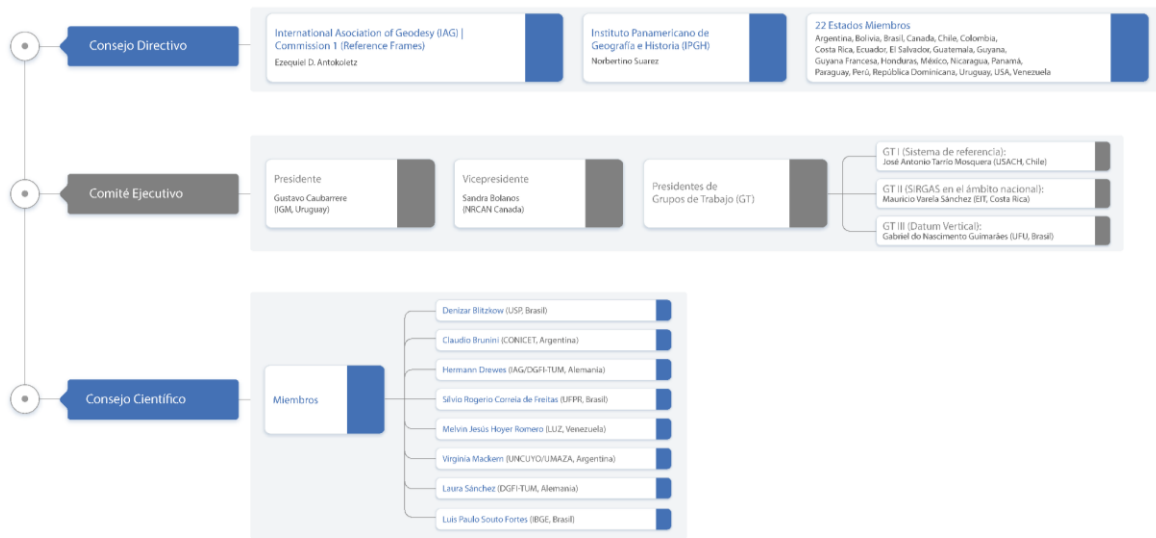 Consejo Directivo
International Asociation of Geodesy (IAG) |
Commission 1 (Reference Frames)
Ezequiel D. Antokoletz
Instituto Panamericano de
Geografía e Historia (IPGH)
Norbertino Suarez
22 Estados Miembros
Argentina, Bolivia, Brasil, Canada, Chile, Colombia,
Costa Rica, Ecuador, El Salvador, Guatemala, Guyana,
Guyana Francesa, Honduras, México, Nicaragua, Panamá,
Paraguay, Perú, República Dominicana, Uruguay, USA, Venezuela
Comité Ejecutivo
Presidente
Gustavo Caubarrere
(IGM, Uruguay)
Vicepresidente
Sandra Bolanos
(NRCAN Canada)
Presidentes de
Grupos de Trabajo (GT)
GT I (Sistema de referencia):
José Antonio Tarrío Mosquera (USACH, Chile)
GT II (SIRGAS en el ámbito nacional):
Mauricio Varela Sánchez (EIT, Costa Rica)
GT III (Datum Vertical):
Gabriel do Nascimento Guimarães (UFU, Brasil)
Consejo Científico
Miembros
Denizar Blitzkow (USP, Brasil)
Claudio Brunini (CONICET, Argentina)
Hermann Drewes (IAG/DGFI-TUM, Alemania)
Silvio Rogerio Correia de Freitas (UFPR, Brasil)
Melvin Jesús Hoyer Romero (LUZ, Venezuela)
Virginia Mackern (UNCUYO/UMAZA, Argentina)
Laura Sánchez (DGFI-TUM, Alemania)
Luis Paulo Souto Fortes (IBGE, Brasil)